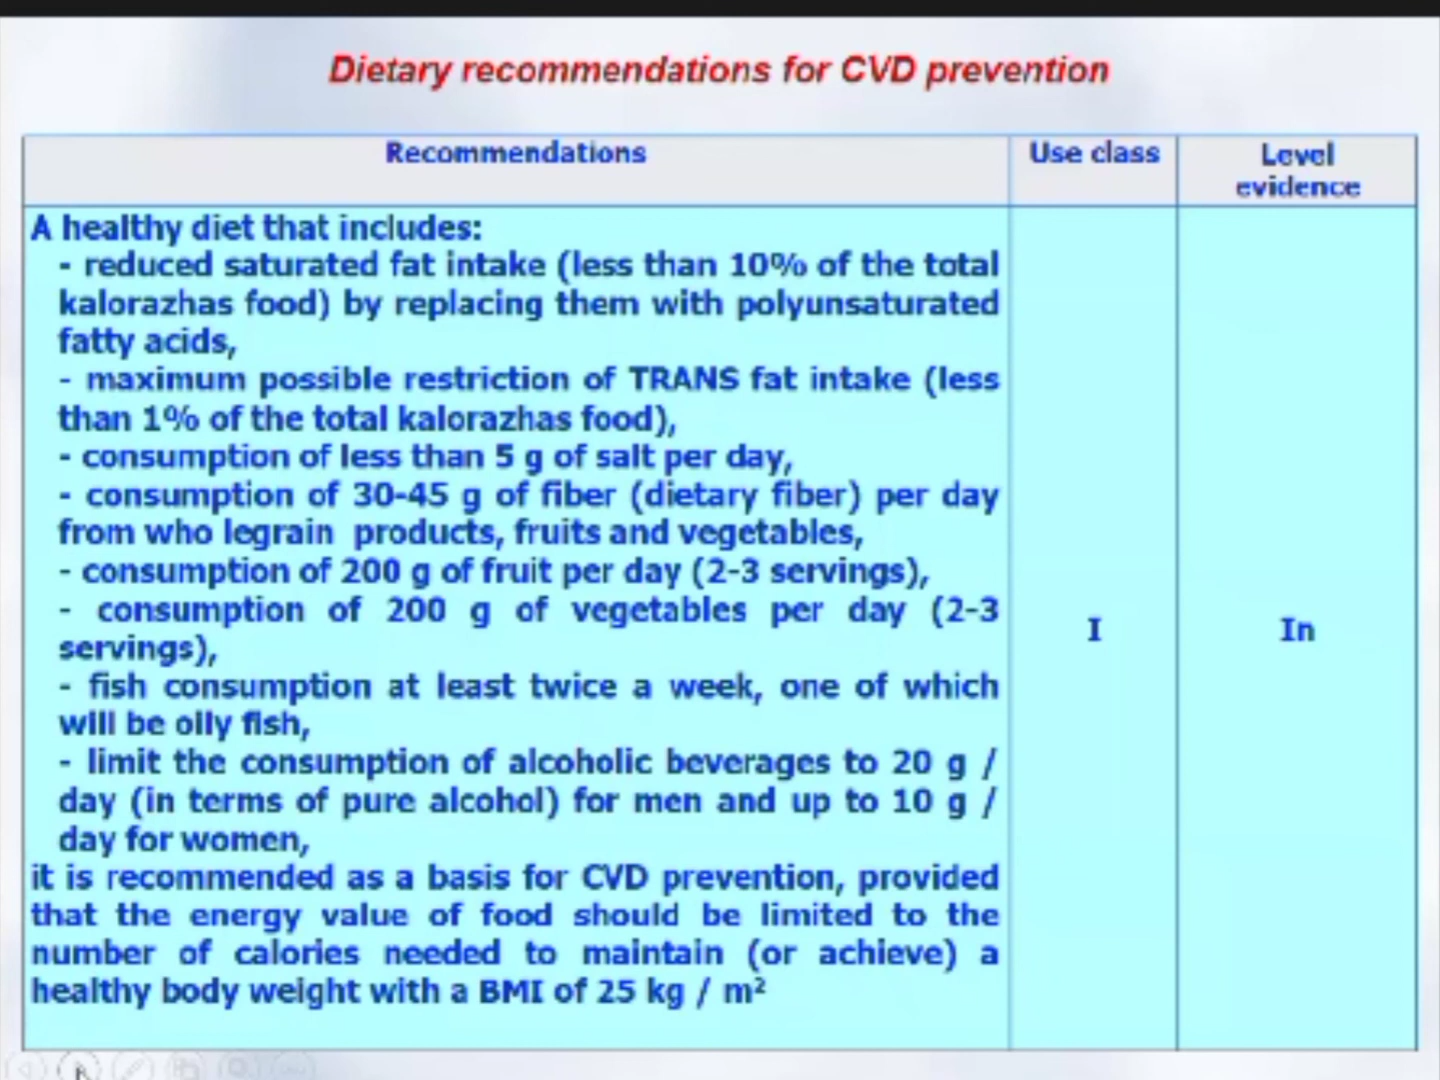 Dietary recommendations for CVD prevention
Recommendations
Use class
Level
evidence
A healthy diet that includes:
- reduced saturated fat intake (less than 10% of the total
kalorazhas food) by replacing them with polyunsaturated
fatty acids,
- maximum possible restriction of TRANS fat intake (less
than 1% of the total kalorazhas food),
- consumption of less than 5 g of salt per day,
- consumption of 30-45 g of fiber (dietary fiber) per day
from who legrain products, fruits and vegetables,
- consumption of 200 g of fruit per day (2-3 servings),
- consumption of 200 g of vegetables per day (2-3
servings),
- fish consumption at least twice a week, one of which
will be oily fish,
- limit the consumption of alcoholic beverages to 20 g /
day (in terms of pure alcohol) for men and up to 10 g /
day for women,
it is recommended as a basis for CVD prevention, provided
that the energy value of food should be limited to the
number of calories needed to maintain (or achieve) a
healthy body weight with a BMI of 25 kg / m²
I
In